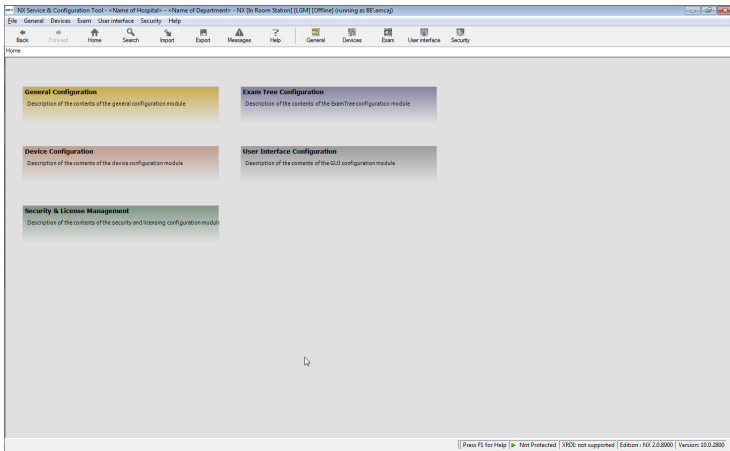 NX Service & Configuration Tool - <Name of Hospital> - <Name of Department> - NX [In Room Station] [LGM] [Offline] (running as BE\amcaj)
File General Devices Exam User interface Security Help
Back Forward Home Search Import Export Messages Help General Devices Exam User interface Security
Home
General Configuration
Description of the contents of the general configuration module
Exam Tree Configuration
Description of the contents of the ExamTree configuration module
Device Configuration
Description of the contents of the device configuration module
User Interface Configuration
Description of the contents of the GUI configuration module
Security & License Management
Description of the contents of the security and licensing configuration module
Press F1 for Help Not Protected XRDI: not supported Edition : NX 2.0.8900 Version: 10.0.2800